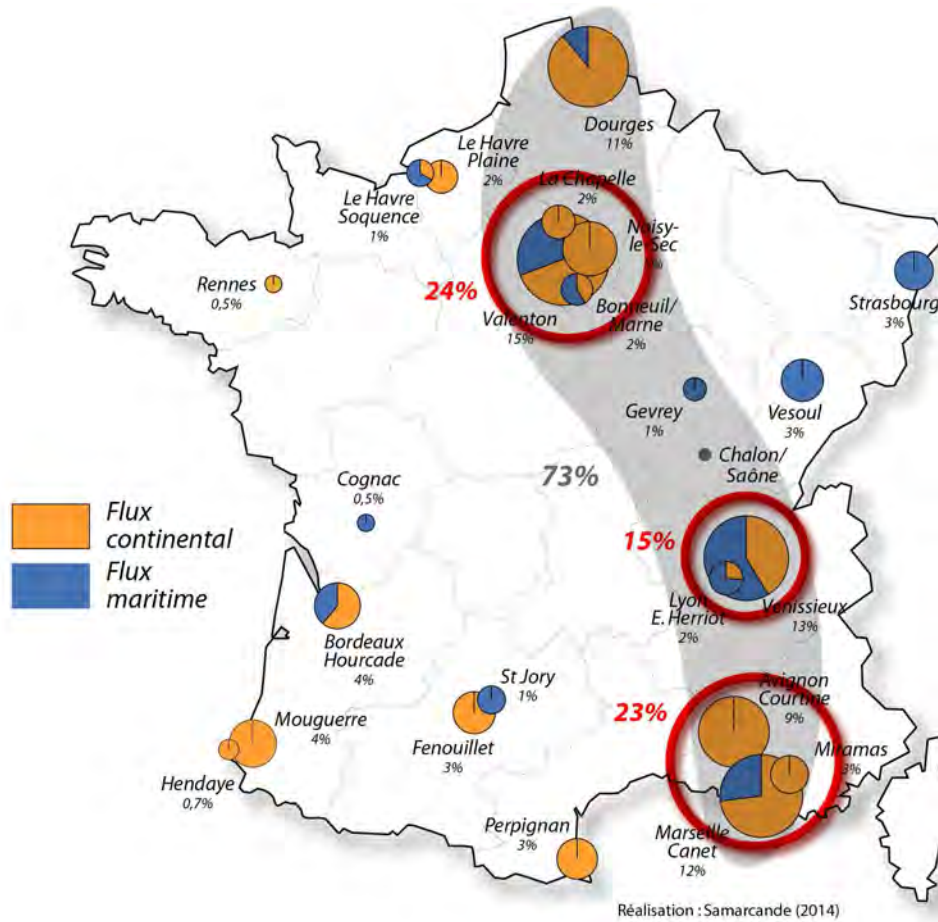 Dourges
11%
Le Havre
Plaine
2%
Le Havre
Soquence
1%
La Chapelle
2%
Noisy-
le-Sec
Rennes
0,5%
24%
Valenton
15%
Bonneuil/
Marne
2%
Strasbourg
3%
Gevrey
1%
Vesoul
3%
Chalon/
Saône
73%
Cognac
0,5%
Flux
continental
Flux
maritime
15%
Lyon
E. Herriot
2%
Venissieux
13%
Bordeaux
Hourcade
4%
St Jory
1%
Fenouillet
3%
Mouguerre
4%
Hendaye
0,7%
23%
Avignon
Courtine
9%
Miramas
3%
Marseille
Canet
12%
Perpignan
3%
Réalisation : Samarcande (2014)